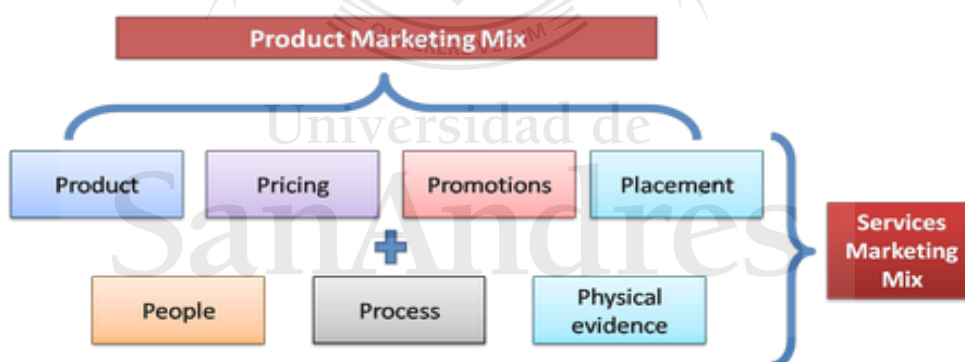 Product Marketing Mix
Universidad de
SanAndres
Product
Pricing
Promotions
Placement
Services
Marketing
Mix
People
Process
Physical
evidence